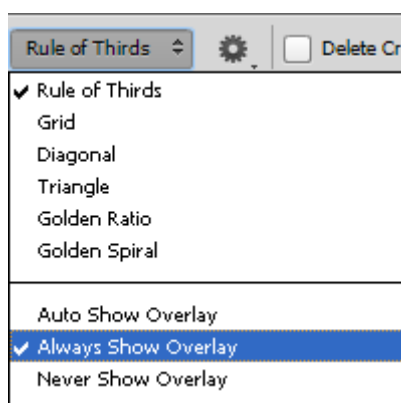 Rule of Thirds Delete Cr
Rule of Thirds
Grid
Diagonal
Triangle
Golden Ratio
Golden Spiral
Auto Show Overlay
Always Show Overlay
Never Show Overlay